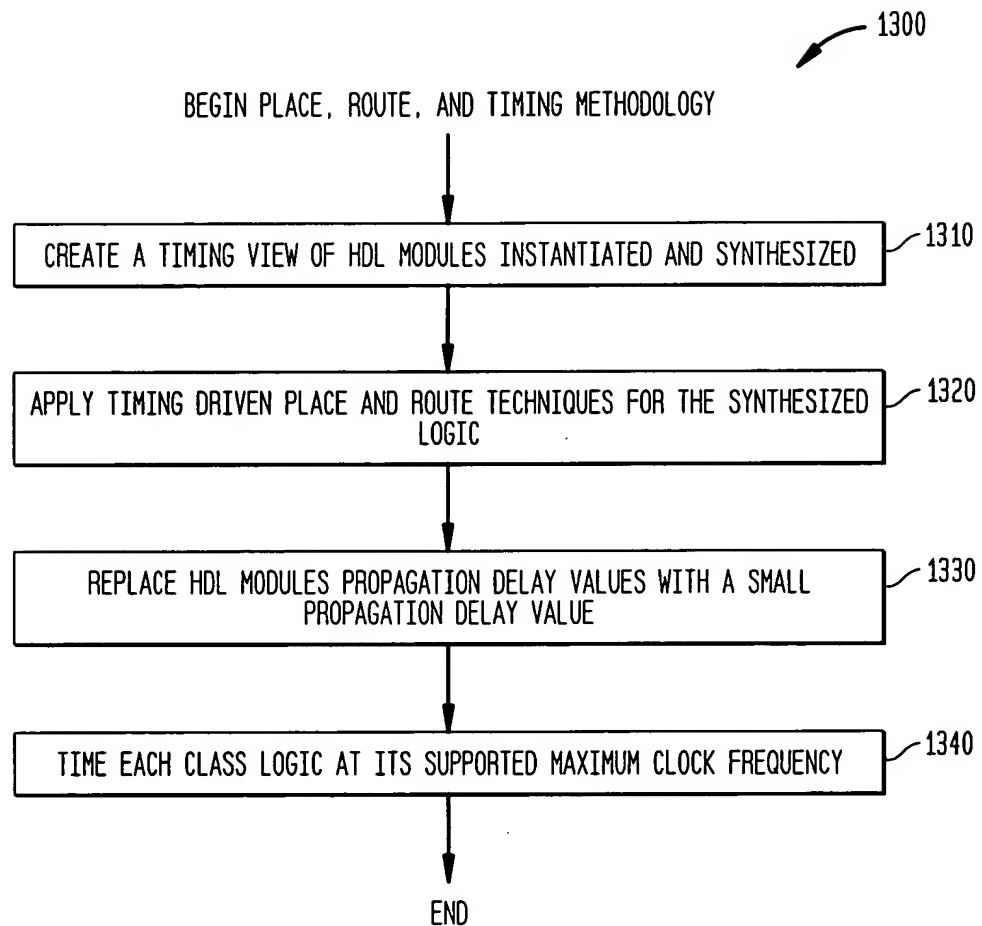 1300
BEGIN PLACE, ROUTE, AND TIMING METHODOLOGY
CREATE A TIMING VIEW OF HDL MODULES INSTANTIATED AND SYNTHESIZED
1310
APPLY TIMING DRIVEN PLACE AND ROUTE TECHNIQUES FOR THE SYNTHESIZED
LOGIC
1320
REPLACE HDL MODULES PROPAGATION DELAY VALUES WITH A SMALL
PROPAGATION DELAY VALUE
1330
TIME EACH CLASS LOGIC AT ITS SUPPORTED MAXIMUM CLOCK FREQUENCY
1340
END